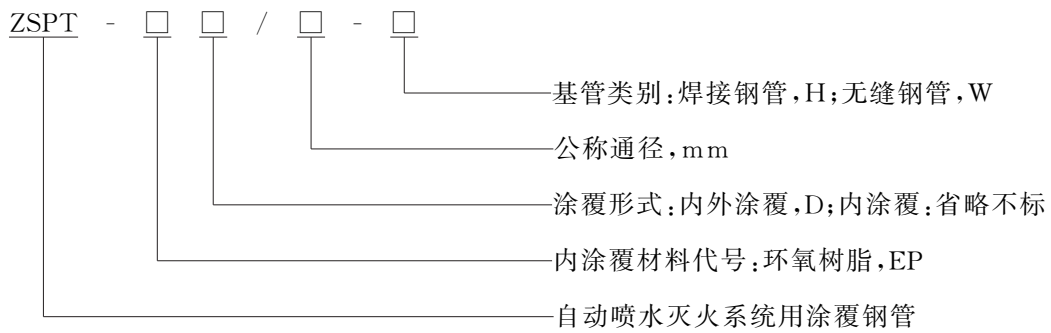 ZSPT - □ □ / □ - □
基管类别:焊接钢管,H;无缝钢管,W
公称通径,mm
涂覆形式:内外涂覆,D;内涂覆:省略不标
内涂覆材料代号:环氧树脂,EP
自动喷水灭火系统用涂覆钢管